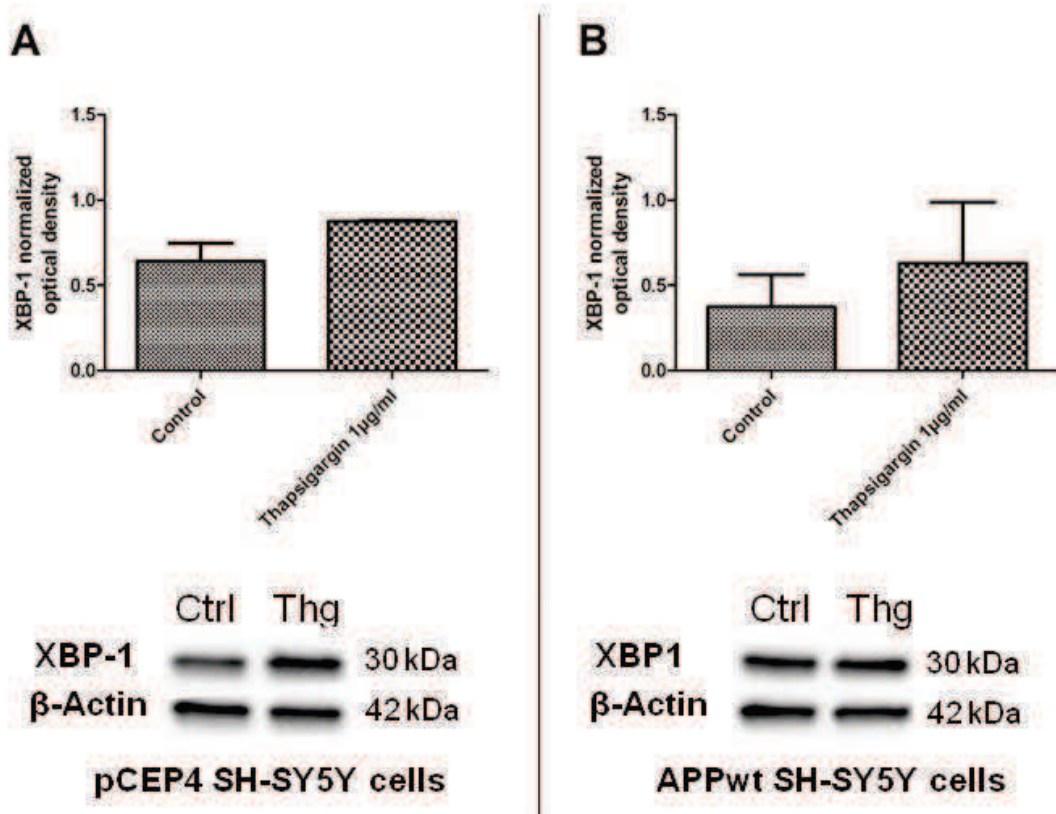 A
XBP-1 normalized
optical density
1.5
1.0
0.5
0.0
Control
Thapsigargin 1µg/ml
Ctrl Thg
XBP-1 30 kDa
β-Actin 42 kDa
pCEP4 SH-SY5Y cells
B
XBP-1 normalized
optical density
1.5
1.0
0.5
0.0
Control
Thapsigargin 1µg/ml
Ctrl Thg
XBP1 30 kDa
β-Actin 42 kDa
APPwt SH-SY5Y cells